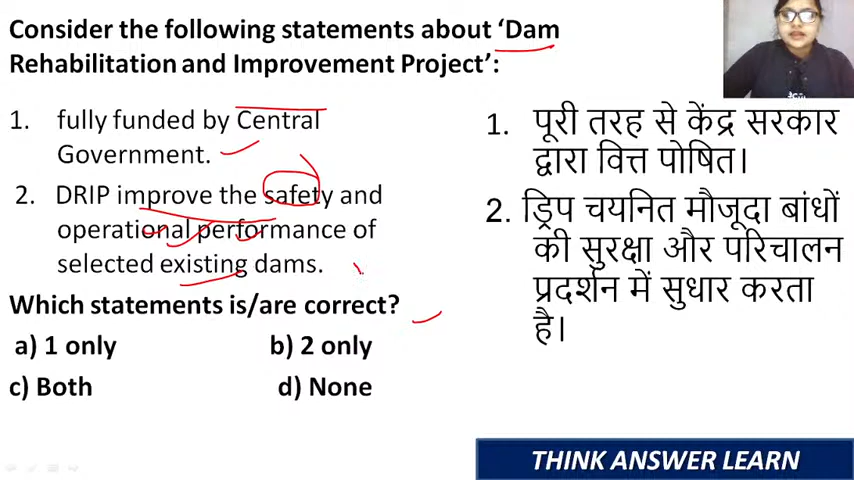 Consider the following statements about ‘Dam
Rehabilitation and Improvement Project’:
1. fully funded by Central
Government.
2. DRIP improve the safety and
operational performance of
selected existing dams.
Which statements is/are correct?
a) 1 only b) 2 only
c) Both d) None
1. पूरी तरह से केंद्र सरकार
द्वारा वित्त पोषित।
2. ड्रिप चयनित मौजूदा बांधों
की सुरक्षा और परिचालन
प्रदर्शन में सुधार करता
है।
THINK ANSWER LEARN